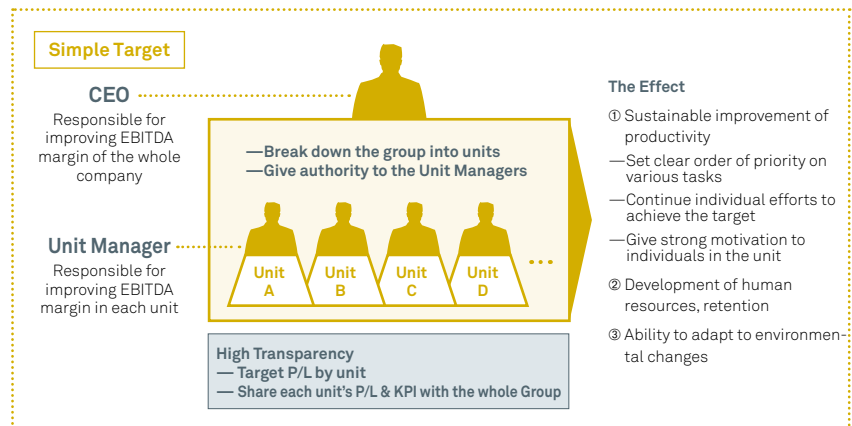 Simple Target
CEO
Responsible for
improving EBITDA
margin of the whole
company
—Break down the group into units
—Give authority to the Unit Managers
Unit Manager
Responsible for
improving EBITDA
margin in each unit
Unit
A
Unit
B
Unit
C
Unit
D
...
High Transparency
— Target P/L by unit
— Share each unit's P/L & KPI with the whole Group
The Effect
① Sustainable improvement of
productivity
—Set clear order of priority on
various tasks
—Continue individual efforts to
achieve the target
—Give strong motivation to
individuals in the unit
② Development of human
resources, retention
③ Ability to adapt to environmen-
tal changes